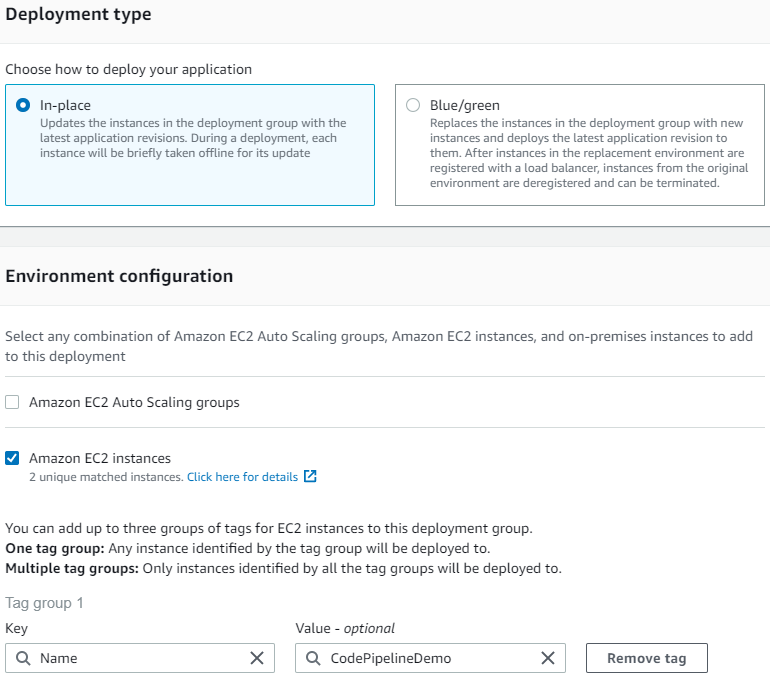 Deployment type
Choose how to deploy your application
In-place
Updates the instances in the deployment group with the
latest application revisions. During a deployment, each
instance will be briefly taken offline for its update
Blue/green
Replaces the instances in the deployment group with new
instances and deploys the latest application revision to
them. After instances in the replacement environment are
registered with a load balancer, instances from the original
environment are deregistered and can be terminated.
Environment configuration
Select any combination of Amazon EC2 Auto Scaling groups, Amazon EC2 instances, and on-premises instances to add
to this deployment
Amazon EC2 Auto Scaling groups
Amazon EC2 instances
2 unique matched instances. Click here for details
You can add up to three groups of tags for EC2 instances to this deployment group.
One tag group: Any instance identified by the tag group will be deployed to.
Multiple tag groups: Only instances identified by all the tag groups will be deployed to.
Tag group 1
Key
Value - optional
Name
CodePipelineDemo
Remove tag